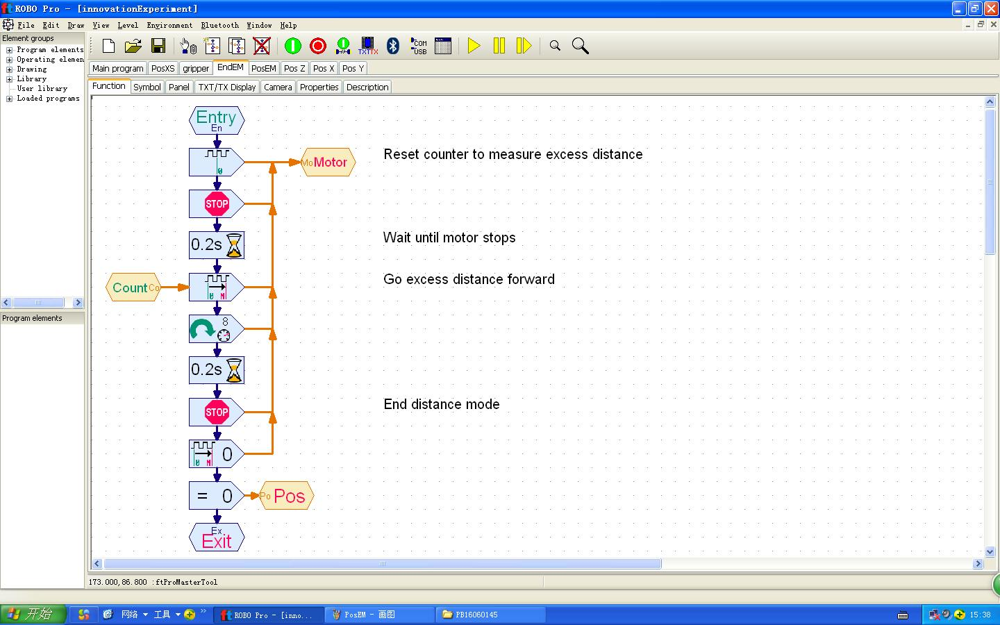 ROBO Pro - [innovationExperiment]
File Edit Draw View Level Environment Bluetooth Window Help
Element groups
Program elements
Operating elemen
Drawing
Library
User library
Loaded programs
Program elements
TXT TX
COM
USB
Main program PosXS gripper EndEM PosEM Pos Z Pos X Pos Y
Function Symbol Panel TXT/TX Display Camera Properties Description
Entry
En
0
Mo Motor
Reset counter to measure excess distance
STOP
0.2s
Wait until motor stops
Count Co
0 N
Go excess distance forward
8
0.2s
STOP
End distance mode
0 N 0
= 0
Po Pos
Ex
Exit
173.000,86.800 :ftProMasterTool
开始 网络 工具 » ROBO Pro - [inno... PosEM - 画图 PB16060145 15:38